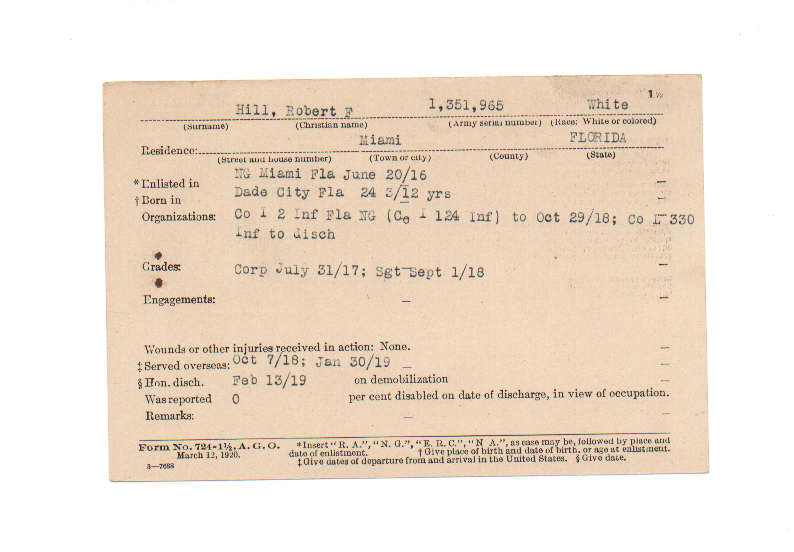 1½
Hill, Robert F 1,351,965 White
(Surname) (Christian name) (Army serial number) (Race: White or colored)
Residence: Miami FLORIDA
(Street and house number) (Town or city) (County) (State)
*Enlisted in NG Miami Fla June 20/16 –
†Born in Dade City Fla 24 3/12 yrs –
Organizations: Co I 2 Inf Fla NG (Co I 124 Inf) to Oct 29/18; Co L 330
Inf to disch
Grades: Corp July 31/17; Sgt Sept 1/18 –
Engagements: – –
Wounds or other injuries received in action: None.
‡Served overseas: Oct 7/18; Jan 30/19 – –
§Hon. disch. Feb 13/19 on demobilization –
Was reported 0 per cent disabled on date of discharge, in view of occupation.
Remarks: – –
Form No. 724-1½, A. G. O. *Insert "R. A.", "N. G.", "E. R. C.", "N A.", as case may be, followed by place and
March 12, 1920. date of enlistment. †Give place of birth and date of birth, or age at enlistment.
3—7688 ‡Give dates of departure from and arrival in the United States. §Give date.